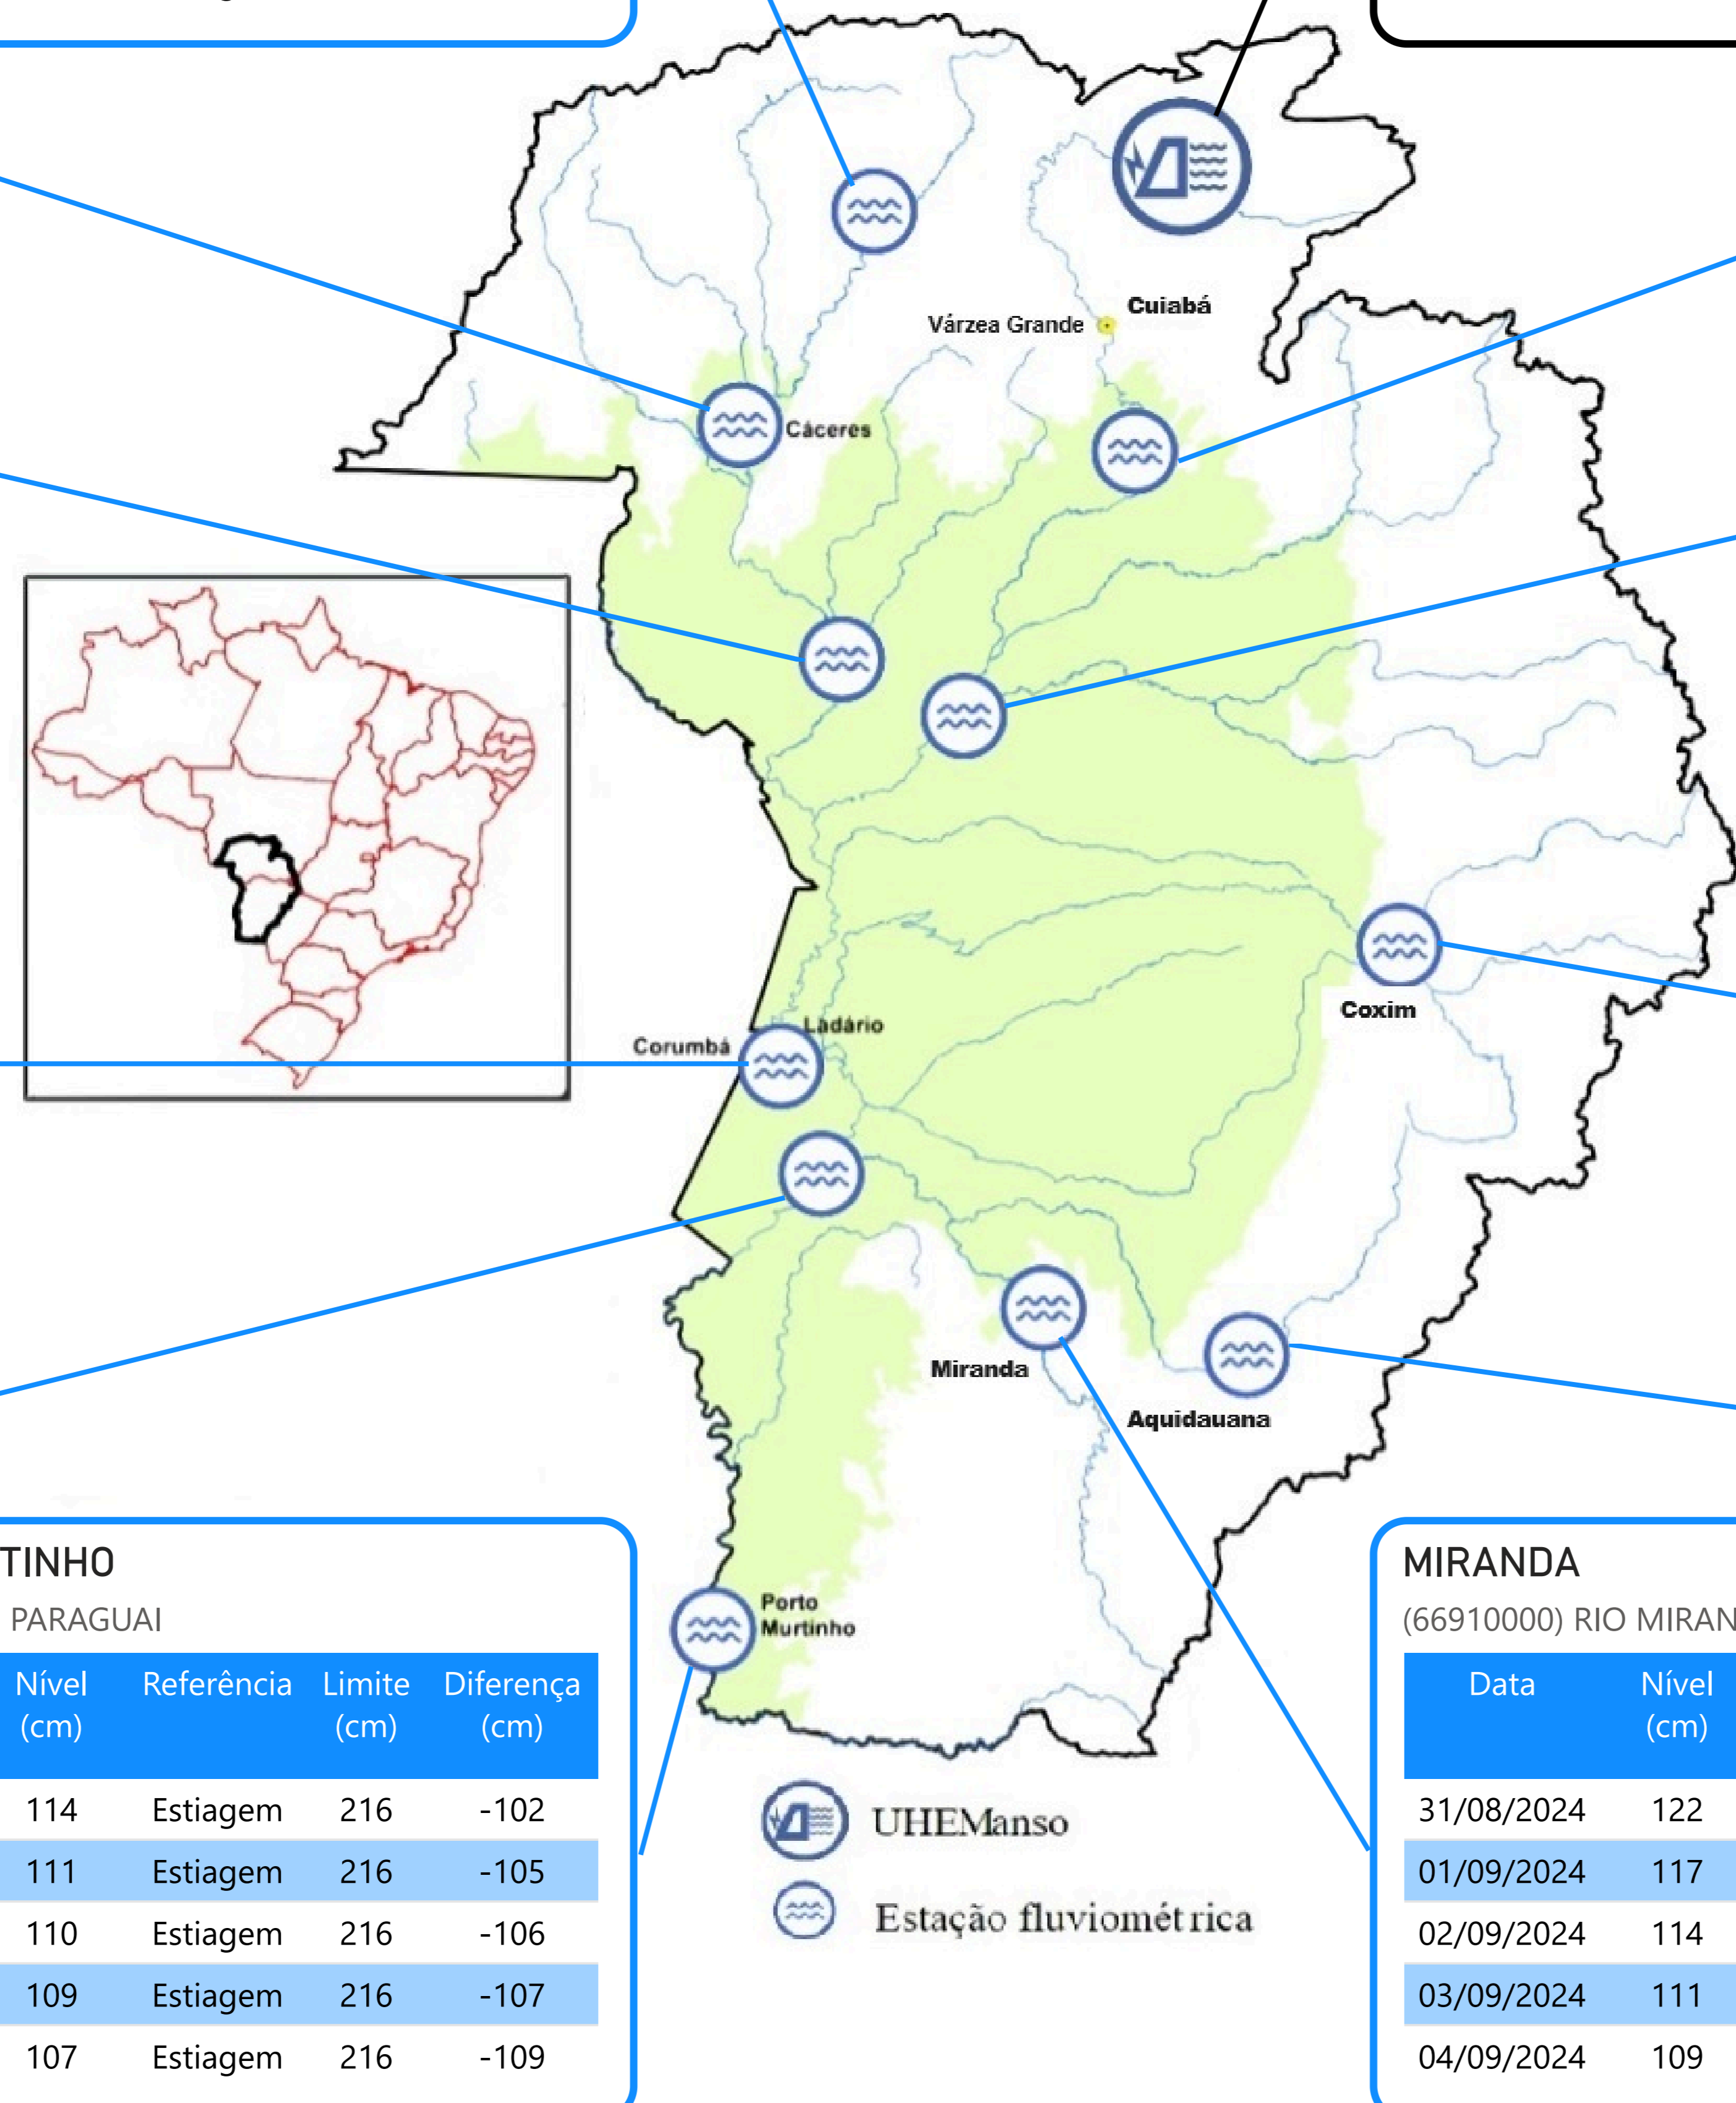 Cuiabá
Várzea Grande
Cáceres
Coxim
Ladário
Corumbá
Miranda
Aquidauana
Porto
Murtinho
TINHO
PARAGUAI
Nível Referência Limite Diferença
(cm) (cm) (cm)
114 Estiagem 216 -102
111 Estiagem 216 -105
110 Estiagem 216 -106
109 Estiagem 216 -107
107 Estiagem 216 -109
UHEManso
Estação fluviométrica
MIRANDA
(66910000) RIO MIRAN
Data Nível
(cm)
31/08/2024 122
01/09/2024 117
02/09/2024 114
03/09/2024 111
04/09/2024 109